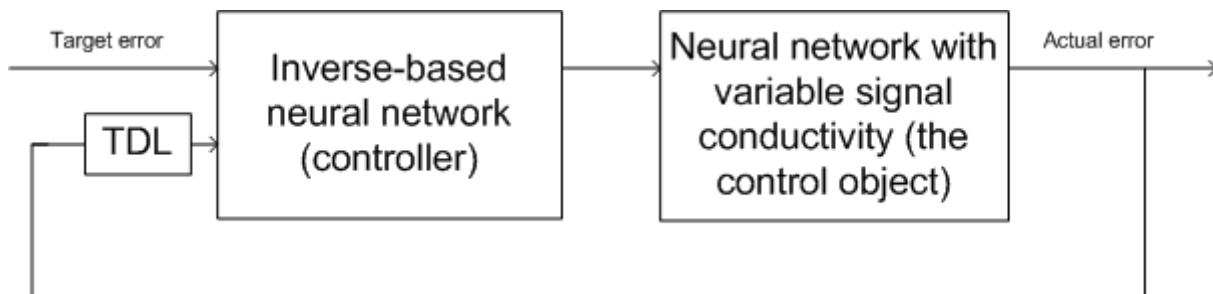 Target error
TDL
Inverse-based
neural network
(controller)
Neural network with
variable signal
conductivity (the
control object)
Actual error